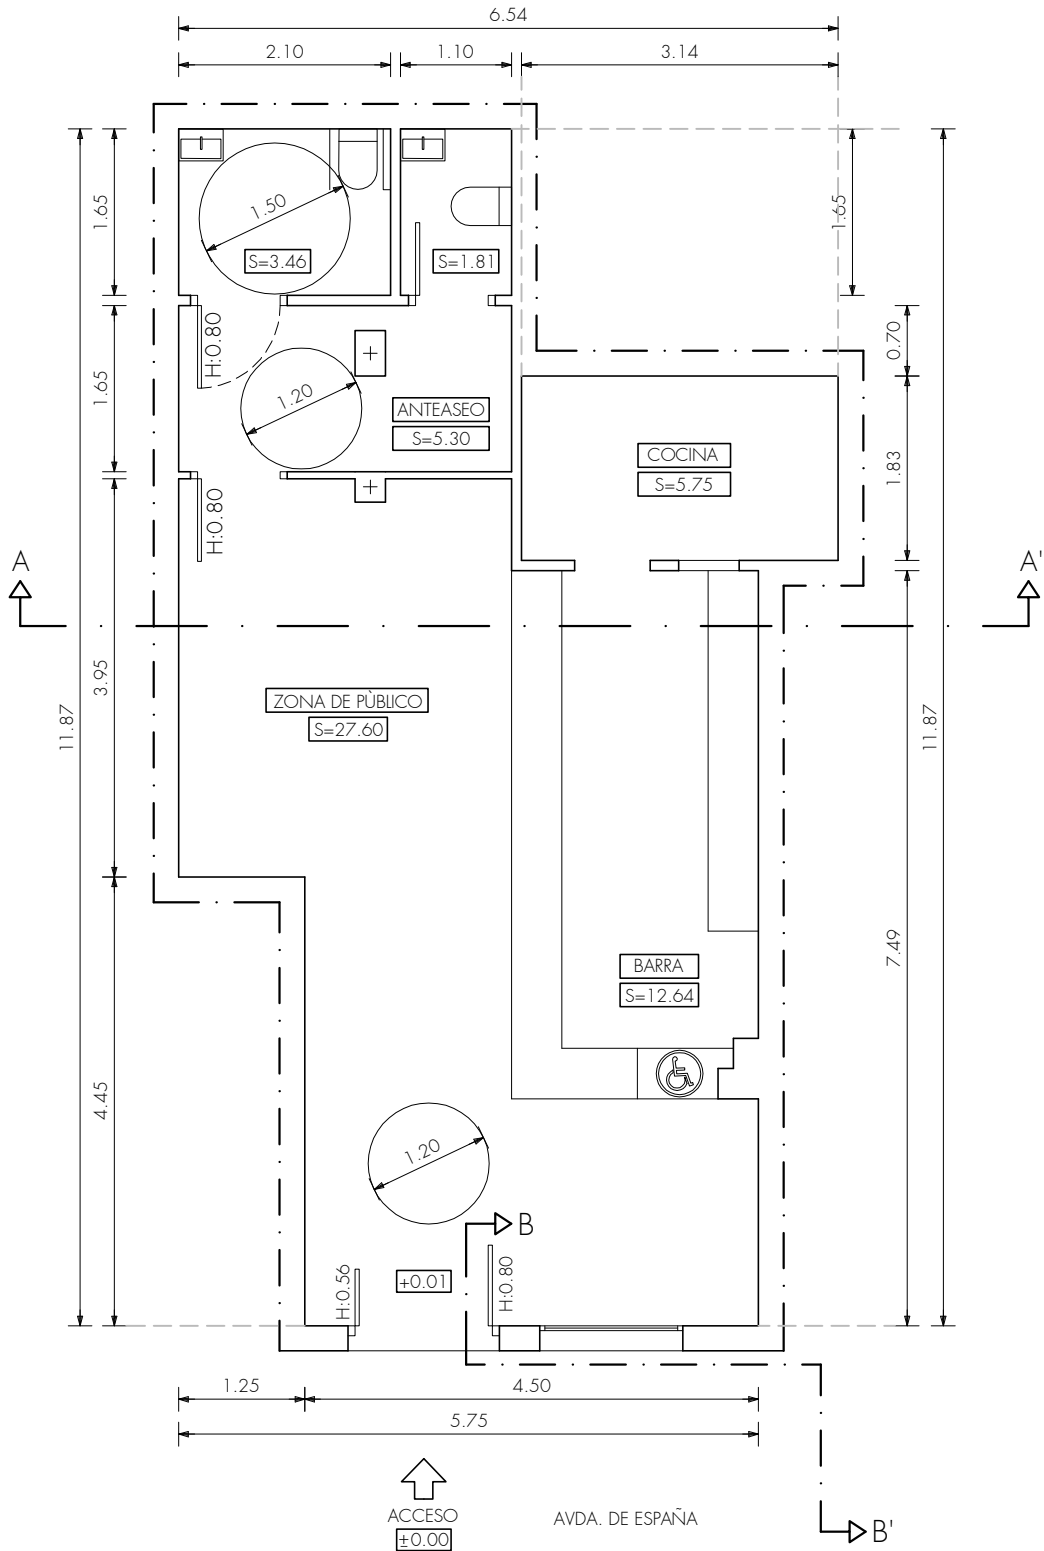 6.54
2.10
1.10
3.14
1.65
1.50
1.65
S=3.46
S=1.81
H:0.80
0.70
1.65
1.20
ANTEASEO
S=5.30
COCINA
S=5.75
1.83
H:0.80
A
A'
3.95
ZONA DE PÙBLICO
S=27.60
11.87
11.87
7.49
BARRA
S=12.64
4.45
1.20
B
H:0.56
+0.01
H:0.80
1.25
4.50
5.75
ACCESO
±0.00
AVDA. DE ESPAÑA
B'